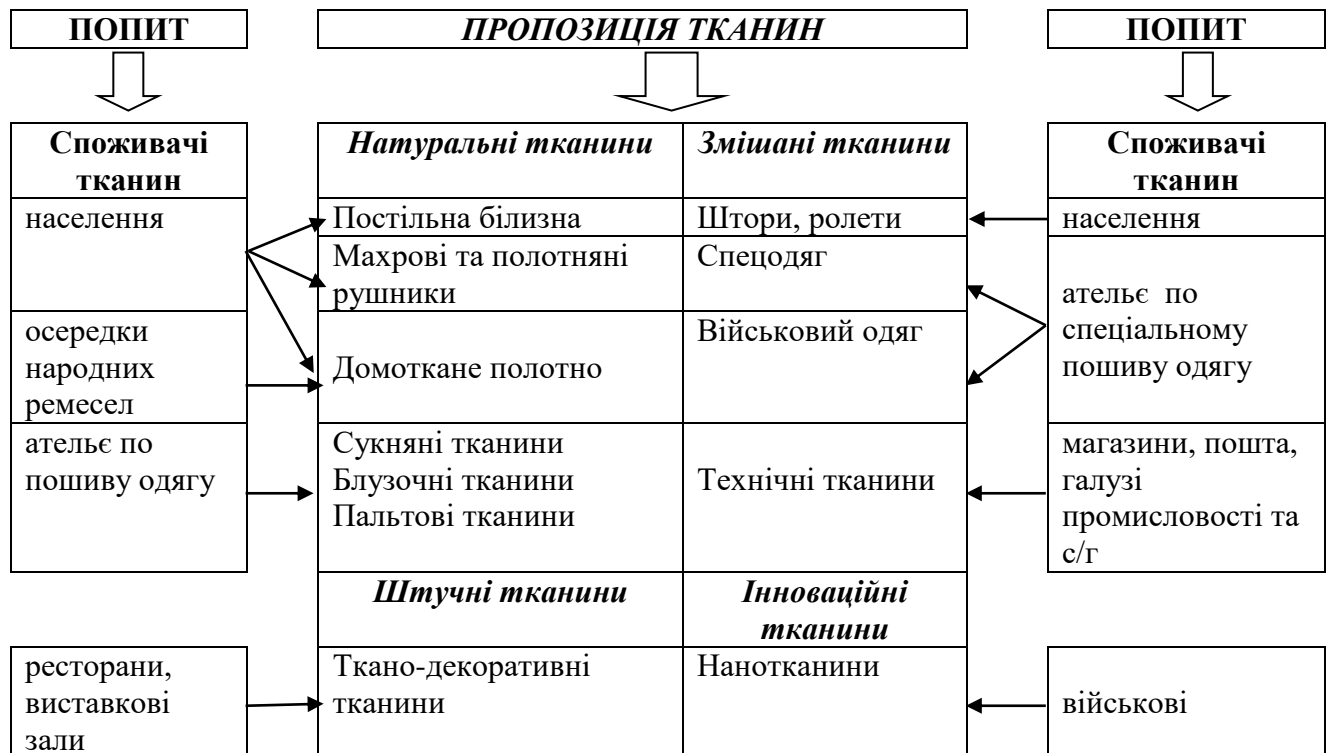 ПОПИТ
ПРОПОЗИЦІЯ ТКАНИН
ПОПИТ
Споживачі
тканин
Натуральні тканини
Змішані тканини
Споживачі
тканин
населення
Постільна білизна
Штори, ролети
населення
Махрові та полотняні
рушники
Спецодяг
ательє по
спеціальному
пошиву одягу
осередки
народних
ремесел
Домоткане полотно
Військовий одяг
ательє по
пошиву одягу
Сукняні тканини
Блузочні тканини
Пальтові тканини
Технічні тканини
магазини, пошта,
галузі
промисловості та
с/г
Штучні тканини
Інноваційні
тканини
ресторани,
виставкові
зали
Ткано-декоративні
тканини
Нанотканини
військові